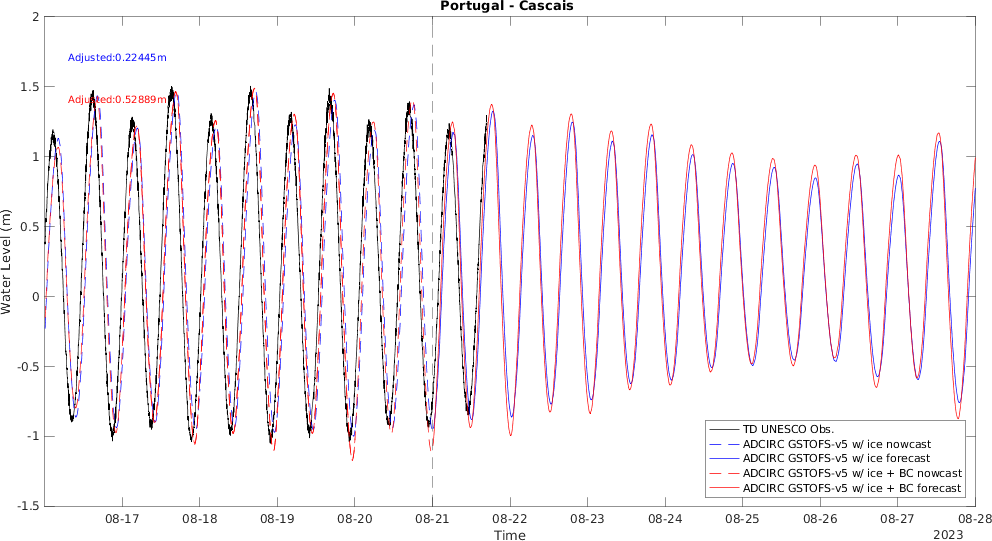 Portugal - Cascais
2
Adjusted:0.22445m
1.5
Adjusted:0.52889m
1
0.5
0
-0.5
-1
-1.5
Water Level (m)
TD UNESCO Obs.
ADCIRC GSTOFS-v5 w/ ice nowcast
ADCIRC GSTOFS-v5 w/ ice forecast
ADCIRC GSTOFS-v5 w/ ice + BC nowcast
ADCIRC GSTOFS-v5 w/ ice + BC forecast
08-17 08-18 08-19 08-20 08-21 08-22 08-23 08-24 08-25 08-26 08-27 08-28
Time
2023